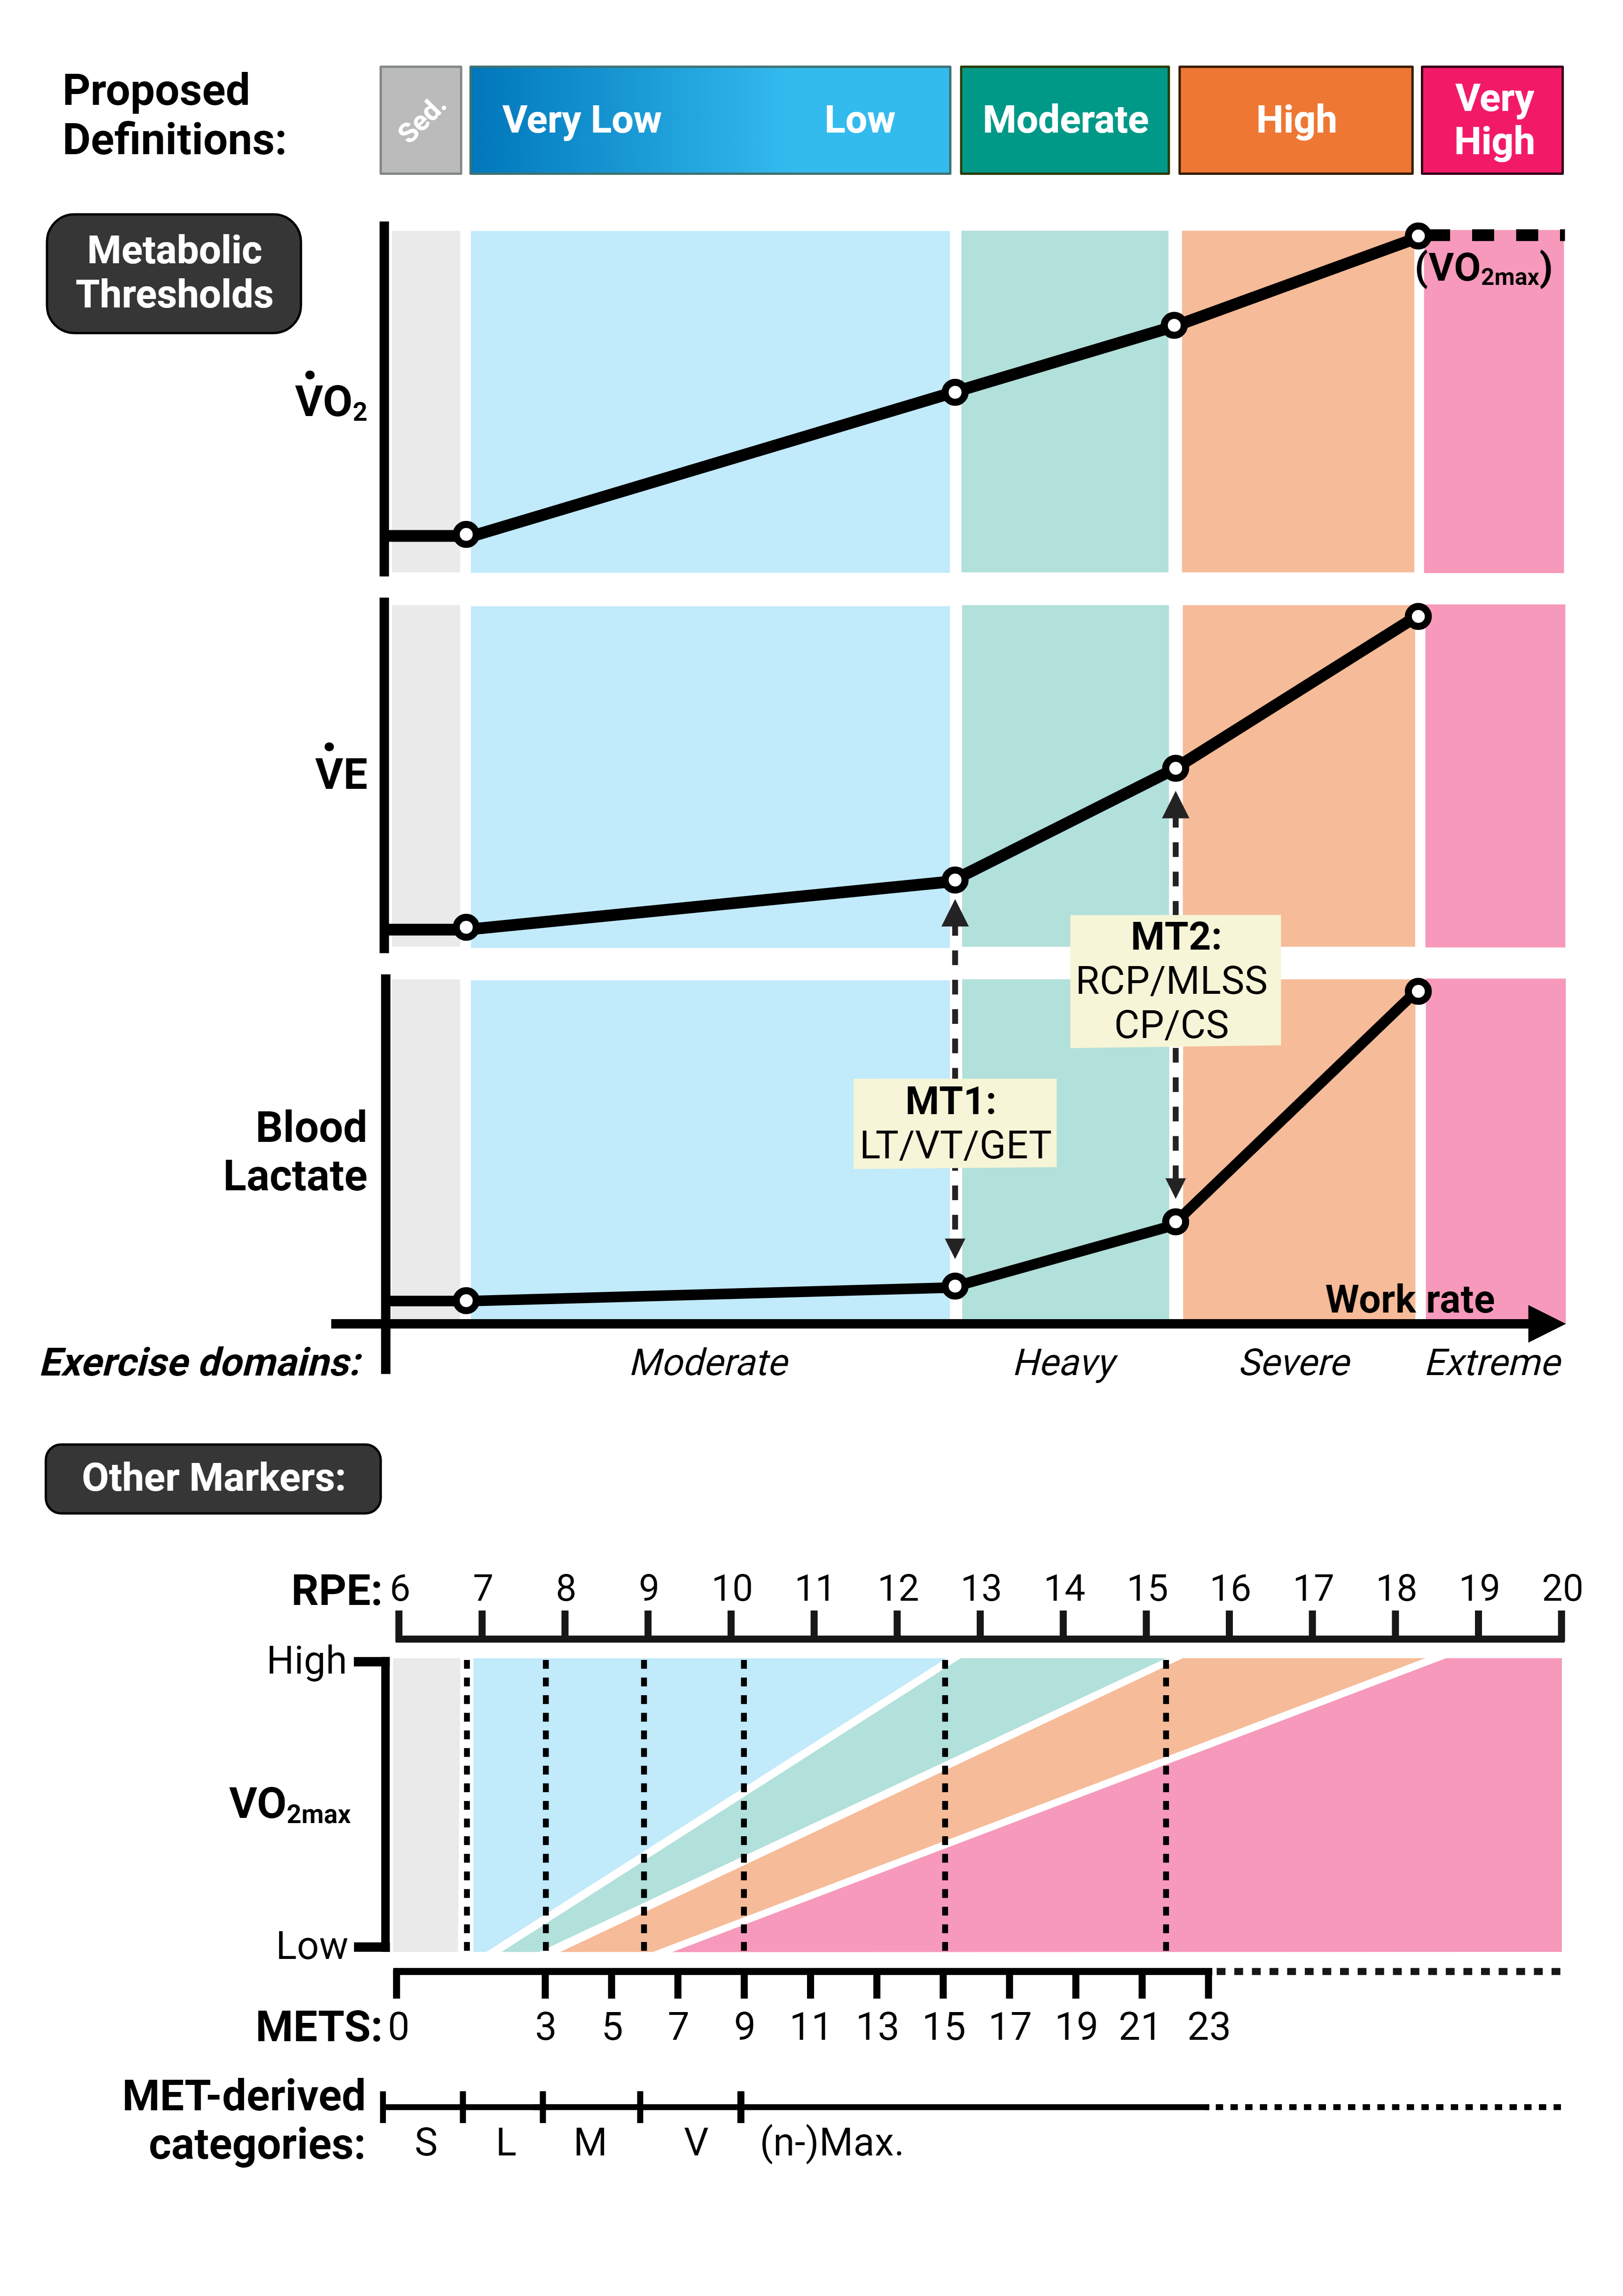 Proposed
Definitions:
Sed.
Very Low
Low
Moderate
High
Very
High
Metabolic
Thresholds
V̇O₂
(VO₂max)
V̇E
MT2:
RCP/MLSS
CP/CS
MT1:
LT/VT/GET
Blood
Lactate
Work rate
Exercise domains:
Moderate
Heavy
Severe
Extreme
Other Markers:
RPE: 6 7 8 9 10 11 12 13 14 15 16 17 18 19 20
High
VO₂max
Low
METS: 0 3 5 7 9 11 13 15 17 19 21 23
MET-derived
categories:
S L M V (n-)Max.